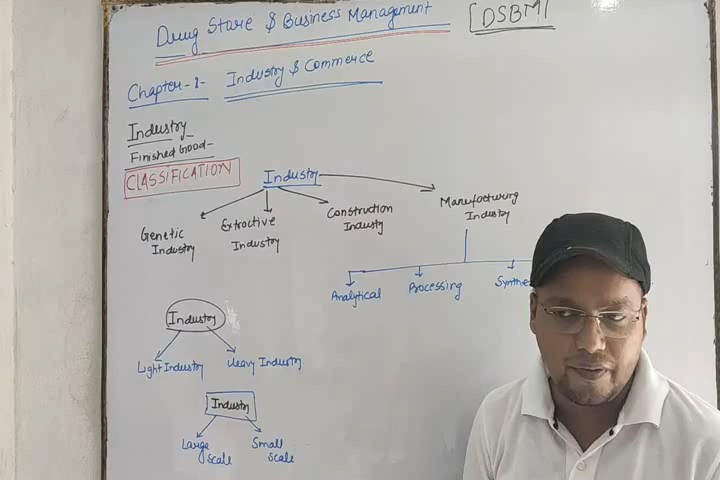 Drug Store & Business Management [DSBM]
Chapter-1- Industry & Commerce
Industry
Finished Good-
CLASSIFICATION
Industry
Genetic Industry
Extractive Industry
Construction Industy
Manufacturing Industry
Analytical
Processing
Industry
Light Industry
Heavy Industry.
Industry
Large Scale
Small Scale